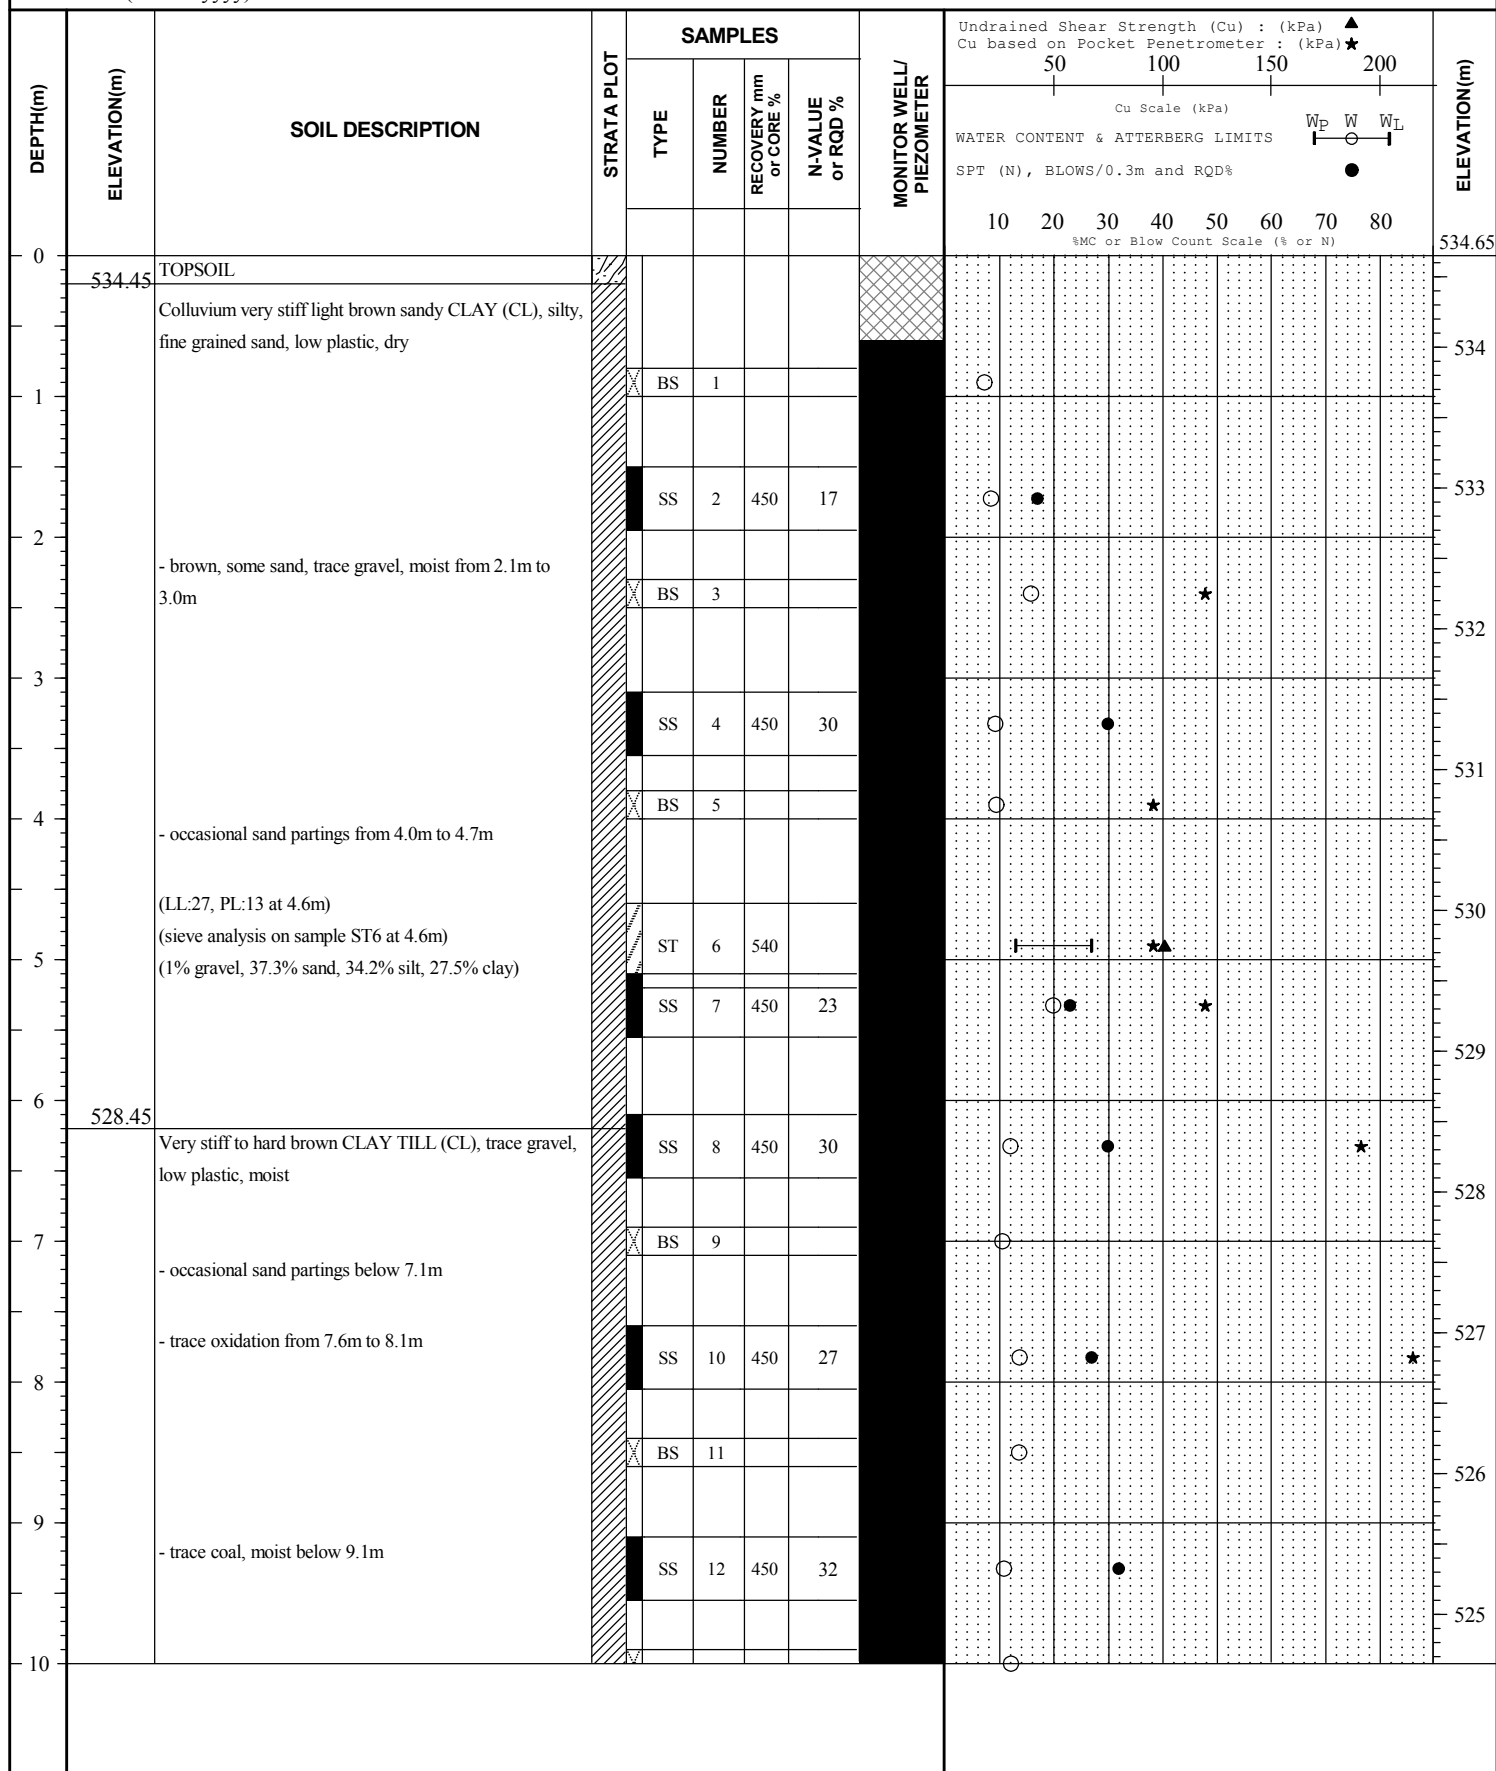 DEPTH(m)
ELEVATION(m)
SOIL DESCRIPTION
STRATA PLOT
SAMPLES
TYPE
NUMBER
RECOVERY mm
or CORE %
N-VALUE
or RQD %
MONITOR WELL/
PIEZOMETER
Undrained Shear Strength (Cu) : (kPa)
Cu based on Pocket Penetrometer : (kPa)
50 100 150 200
Cu Scale (kPa)
WP W WL
WATER CONTENT & ATTERBERG LIMITS
SPT (N), BLOWS/0.3m and RQD%
10 20 30 40 50 60 70 80
%MC or Blow Count Scale (% or N)
ELEVATION(m)
534.65
0
TOPSOIL
534.45
Colluvium very stiff light brown sandy CLAY (CL), silty,
fine grained sand, low plastic, dry
534
BS 1
1
533
SS 2 450 17
2
- brown, some sand, trace gravel, moist from 2.1m to
3.0m
BS 3
532
3
SS 4 450 30
531
BS 5
4
- occasional sand partings from 4.0m to 4.7m
(LL:27, PL:13 at 4.6m)
530
(sieve analysis on sample ST6 at 4.6m)
ST 6 540
5
(1% gravel, 37.3% sand, 34.2% silt, 27.5% clay)
SS 7 450 23
529
6
528.45
Very stiff to hard brown CLAY TILL (CL), trace gravel,
low plastic, moist
SS 8 450 30
528
7
BS 9
- occasional sand partings below 7.1m
527
- trace oxidation from 7.6m to 8.1m
SS 10 450 27
8
BS 11
526
9
- trace coal, moist below 9.1m
SS 12 450 32
525
10